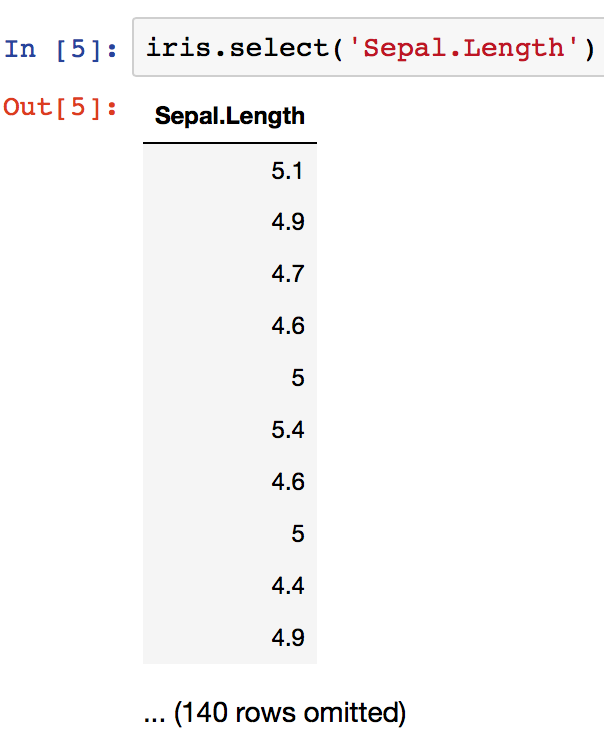 In [5]: iris.select('Sepal.Length')
Out[5]:
Sepal.Length
5.1
4.9
4.7
4.6
5
5.4
4.6
5
4.4
4.9
... (140 rows omitted)